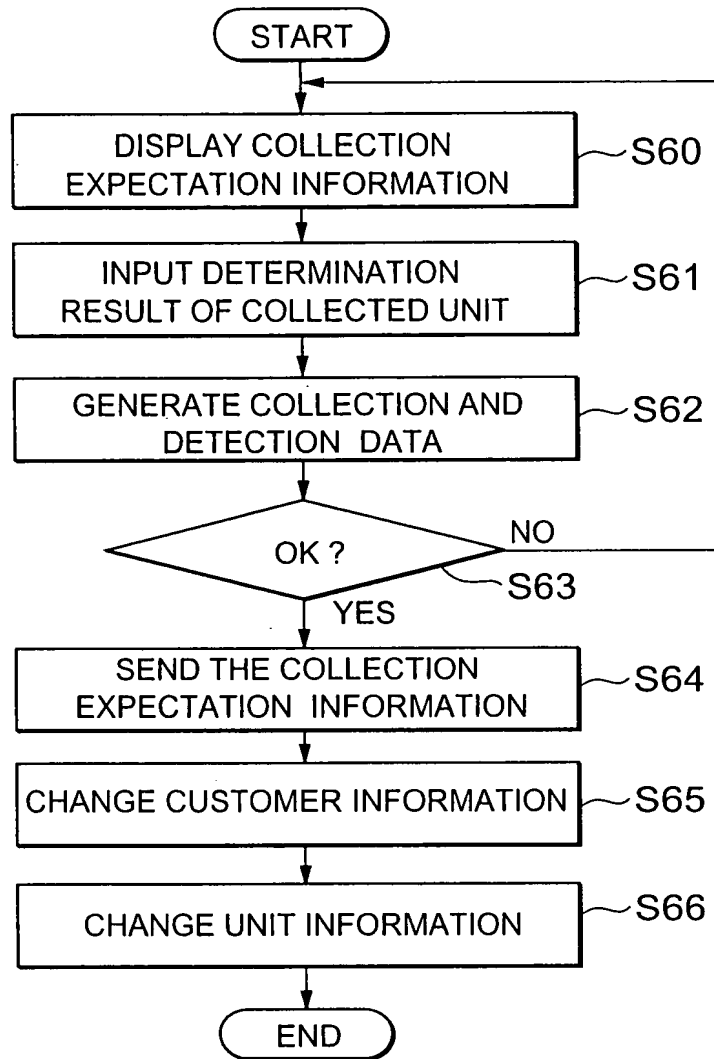 START
DISPLAY COLLECTION
EXPECTATION INFORMATION
S60
INPUT DETERMINATION
RESULT OF COLLECTED UNIT
S61
GENERATE COLLECTION AND
DETECTION DATA
S62
OK ?
NO
S63
YES
SEND THE COLLECTION
EXPECTATION INFORMATION
S64
CHANGE CUSTOMER INFORMATION
S65
CHANGE UNIT INFORMATION
S66
END